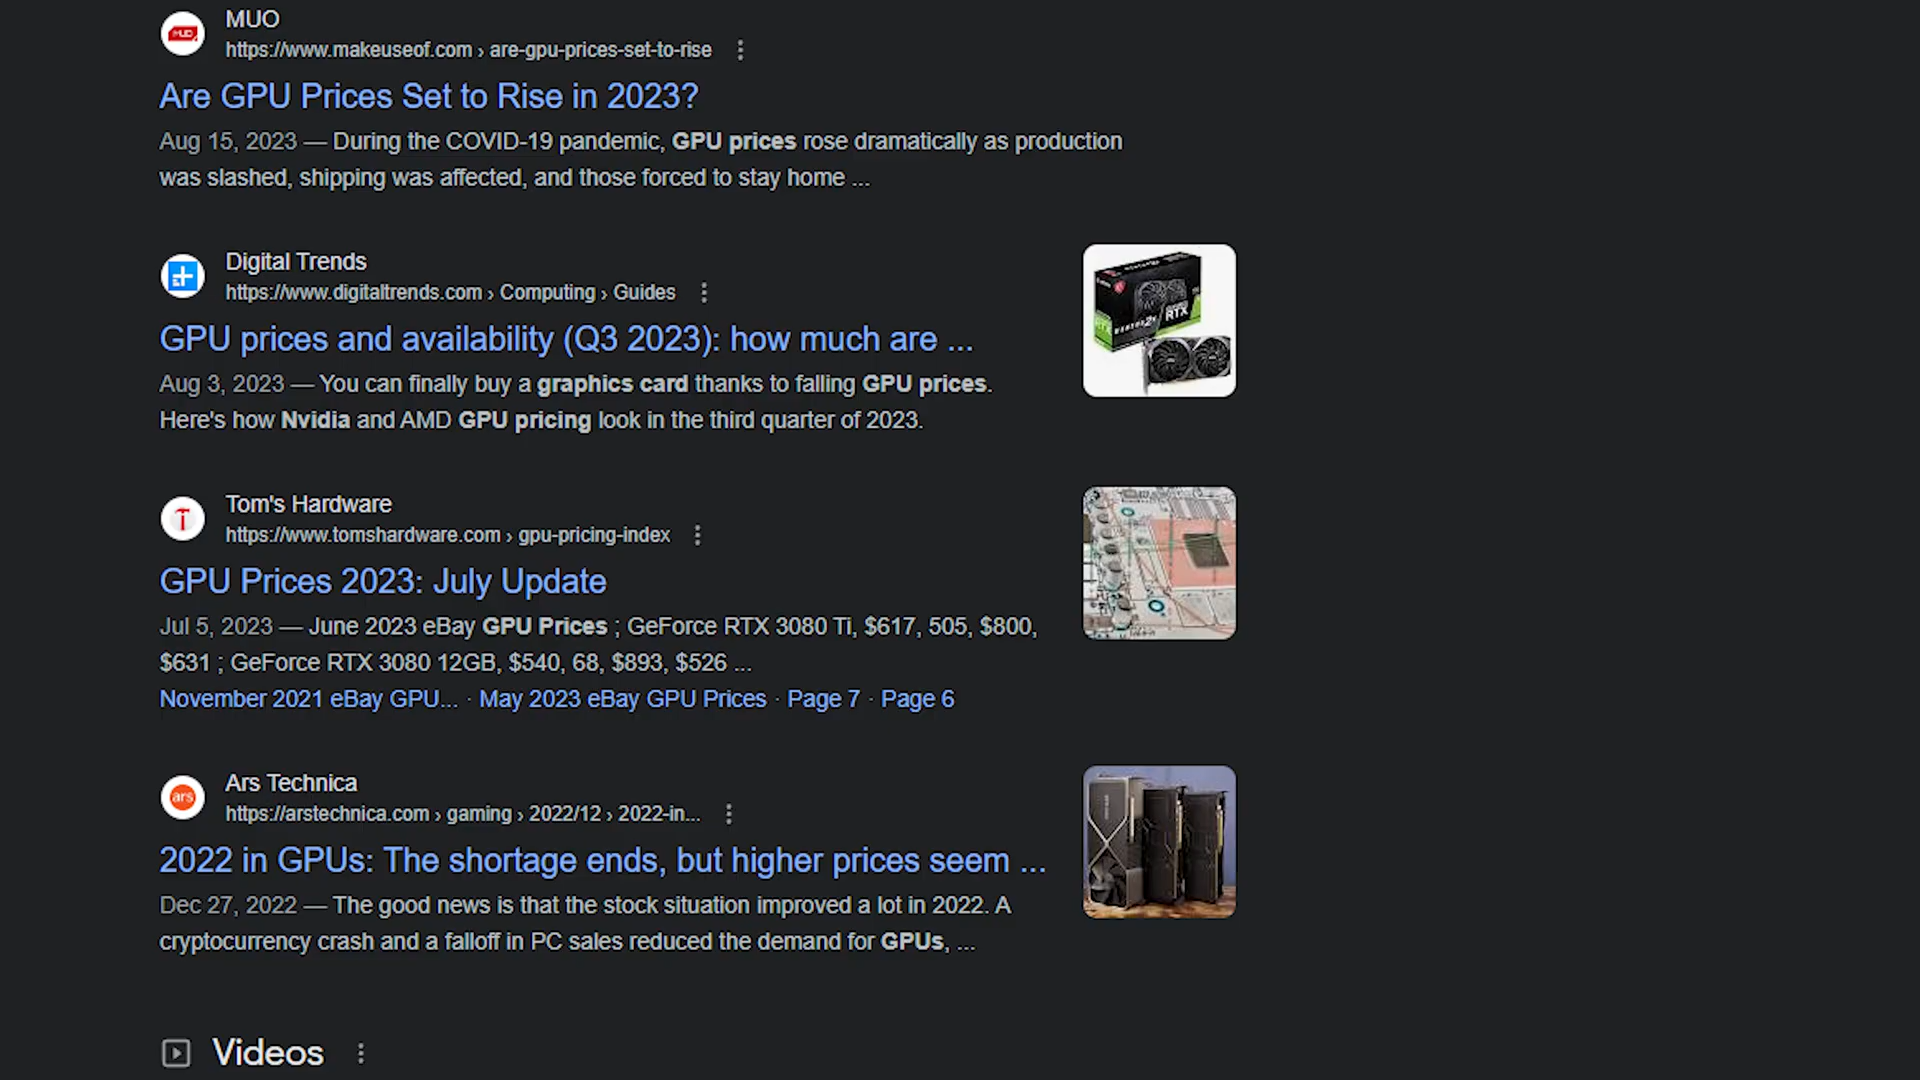 MUO
https://www.makeuseof.com › are-gpu-prices-set-to-rise
Are GPU Prices Set to Rise in 2023?
Aug 15, 2023 — During the COVID-19 pandemic, GPU prices rose dramatically as production
was slashed, shipping was affected, and those forced to stay home ...
Digital Trends
https://www.digitaltrends.com › Computing › Guides
GPU prices and availability (Q3 2023): how much are ...
Aug 3, 2023 — You can finally buy a graphics card thanks to falling GPU prices.
Here's how Nvidia and AMD GPU pricing look in the third quarter of 2023.
RTX
Tom's Hardware
https://www.tomshardware.com › gpu-pricing-index
GPU Prices 2023: July Update
Jul 5, 2023 — June 2023 eBay GPU Prices ; GeForce RTX 3080 Ti, $617, 505, $800,
$631 ; GeForce RTX 3080 12GB, $540, 68, $893, $526 ...
November 2021 eBay GPU... · May 2023 eBay GPU Prices · Page 7 · Page 6
Ars Technica
ars
https://arstechnica.com › gaming › 2022/12 › 2022-in...
2022 in GPUs: The shortage ends, but higher prices seem ...
Dec 27, 2022 — The good news is that the stock situation improved a lot in 2022. A
cryptocurrency crash and a falloff in PC sales reduced the demand for GPUs, ...
Videos